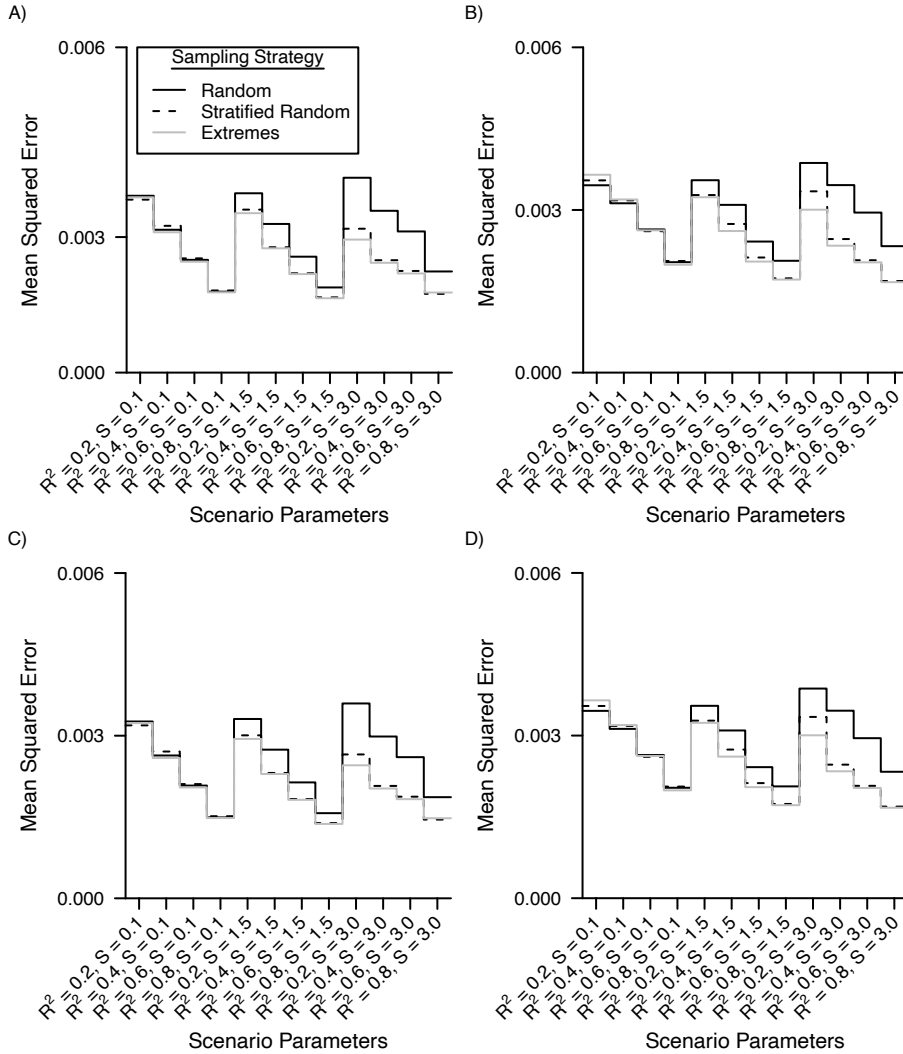 A)
Mean Squared Error
0.006
0.003
0.000
Sampling Strategy
Random
Stratified Random
Extremes
R² = 0.2, S = 0.1
R² = 0.4, S = 0.1
R² = 0.6, S = 0.1
R² = 0.8, S = 0.1
R² = 0.2, S = 1.5
R² = 0.4, S = 1.5
R² = 0.6, S = 1.5
R² = 0.8, S = 1.5
R² = 0.2, S = 3.0
R² = 0.4, S = 3.0
R² = 0.6, S = 3.0
R² = 0.8, S = 3.0
Scenario Parameters
B)
Mean Squared Error
0.006
0.003
0.000
R² = 0.2, S = 0.1
R² = 0.4, S = 0.1
R² = 0.6, S = 0.1
R² = 0.8, S = 0.1
R² = 0.2, S = 1.5
R² = 0.4, S = 1.5
R² = 0.6, S = 1.5
R² = 0.8, S = 1.5
R² = 0.2, S = 3.0
R² = 0.4, S = 3.0
R² = 0.6, S = 3.0
R² = 0.8, S = 3.0
Scenario Parameters
C)
Mean Squared Error
0.006
0.003
0.000
R² = 0.2, S = 0.1
R² = 0.4, S = 0.1
R² = 0.6, S = 0.1
R² = 0.8, S = 0.1
R² = 0.2, S = 1.5
R² = 0.4, S = 1.5
R² = 0.6, S = 1.5
R² = 0.8, S = 1.5
R² = 0.2, S = 3.0
R² = 0.4, S = 3.0
R² = 0.6, S = 3.0
R² = 0.8, S = 3.0
Scenario Parameters
D)
Mean Squared Error
0.006
0.003
0.000
R² = 0.2, S = 0.1
R² = 0.4, S = 0.1
R² = 0.6, S = 0.1
R² = 0.8, S = 0.1
R² = 0.2, S = 1.5
R² = 0.4, S = 1.5
R² = 0.6, S = 1.5
R² = 0.8, S = 1.5
R² = 0.2, S = 3.0
R² = 0.4, S = 3.0
R² = 0.6, S = 3.0
R² = 0.8, S = 3.0
Scenario Parameters